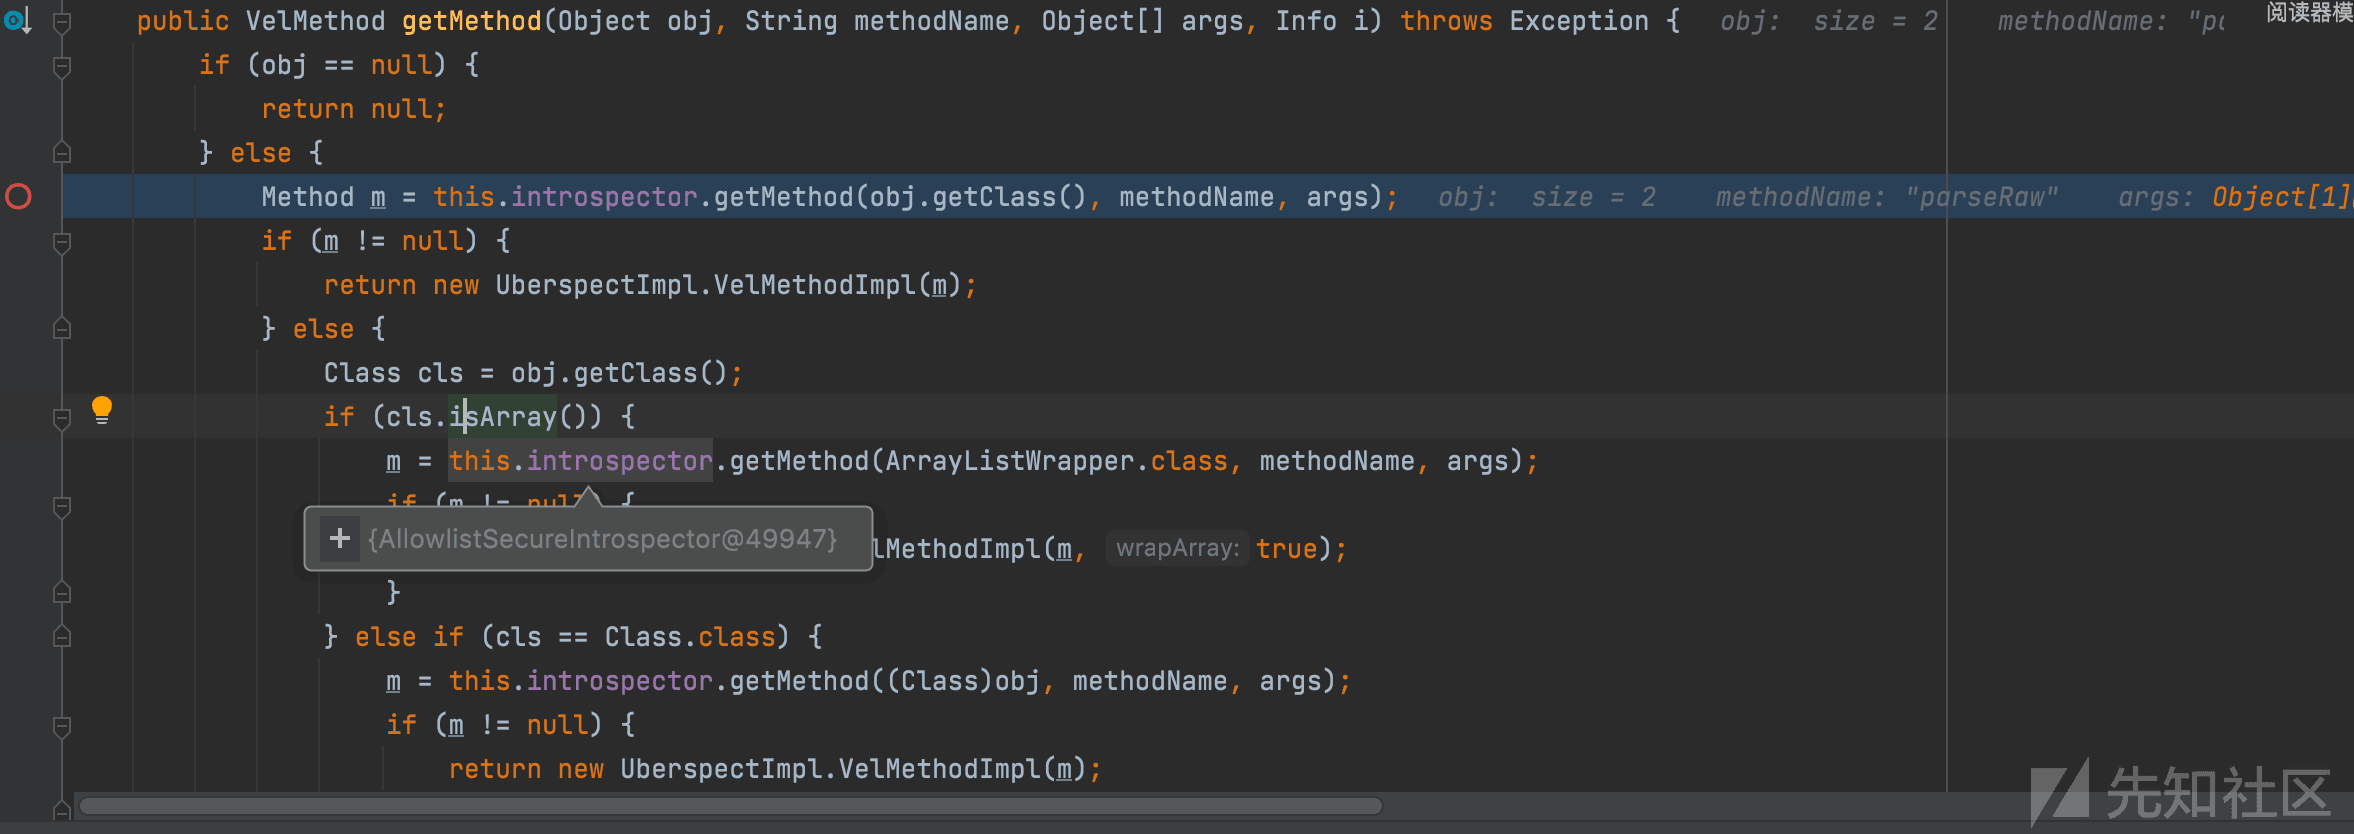 public VelMethod getMethod(Object obj, String methodName, Object[] args, Info i) throws Exception { obj: size = 2 methodName: "pa 阅读器模
if (obj == null) {
return null;
} else {
Method m = this.introspector.getMethod(obj.getClass(), methodName, args); obj: size = 2 methodName: "parseRaw" args: Object[1]
if (m != null) {
return new UberspectImpl.VelMethodImpl(m);
} else {
Class cls = obj.getClass();
if (cls.isArray()) {
m = this.introspector.getMethod(ArrayListWrapper.class, methodName, args);
if (m != null) {
+ {AllowlistSecureIntrospector@49947} lMethodImpl(m, wrapArray: true);
}
} else if (cls == Class.class) {
m = this.introspector.getMethod((Class)obj, methodName, args);
if (m != null) {
return new UberspectImpl.VelMethodImpl(m);
先知社区